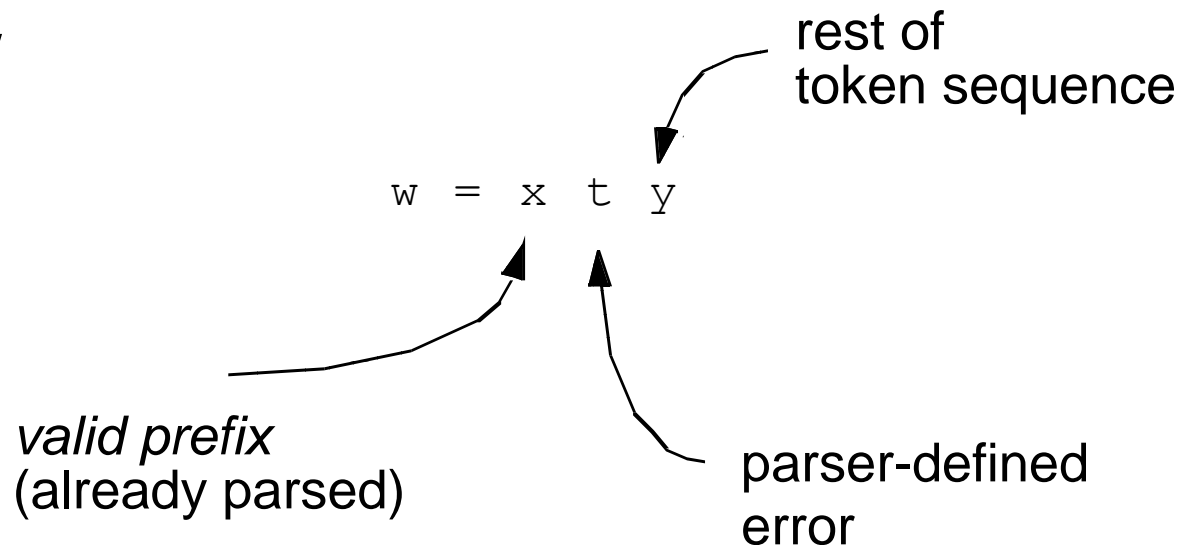 rest of
token sequence
w = x t y
valid prefix
(already parsed)
parser-defined
error